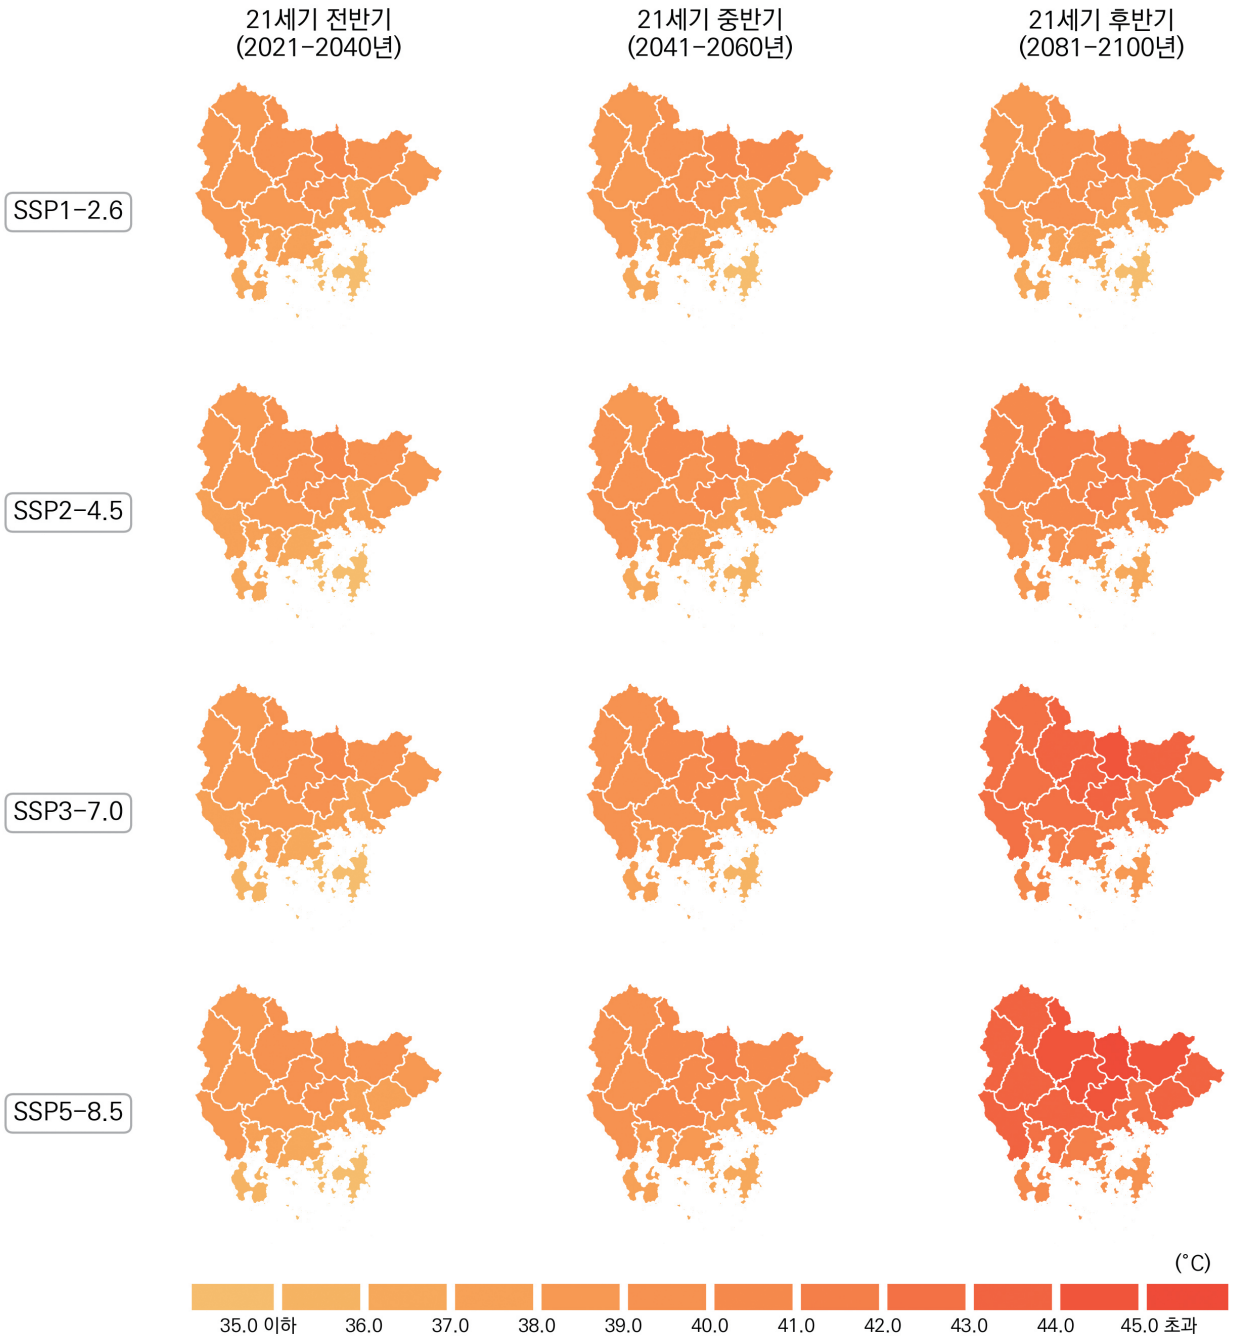 21세기 전반기
(2021-2040년)
21세기 중반기
(2041-2060년)
21세기 후반기
(2081-2100년)
SSP1-2.6
SSP2-4.5
SSP3-7.0
SSP5-8.5
(˚C)
35.0 이하 36.0 37.0 38.0 39.0 40.0 41.0 42.0 43.0 44.0 45.0 초과